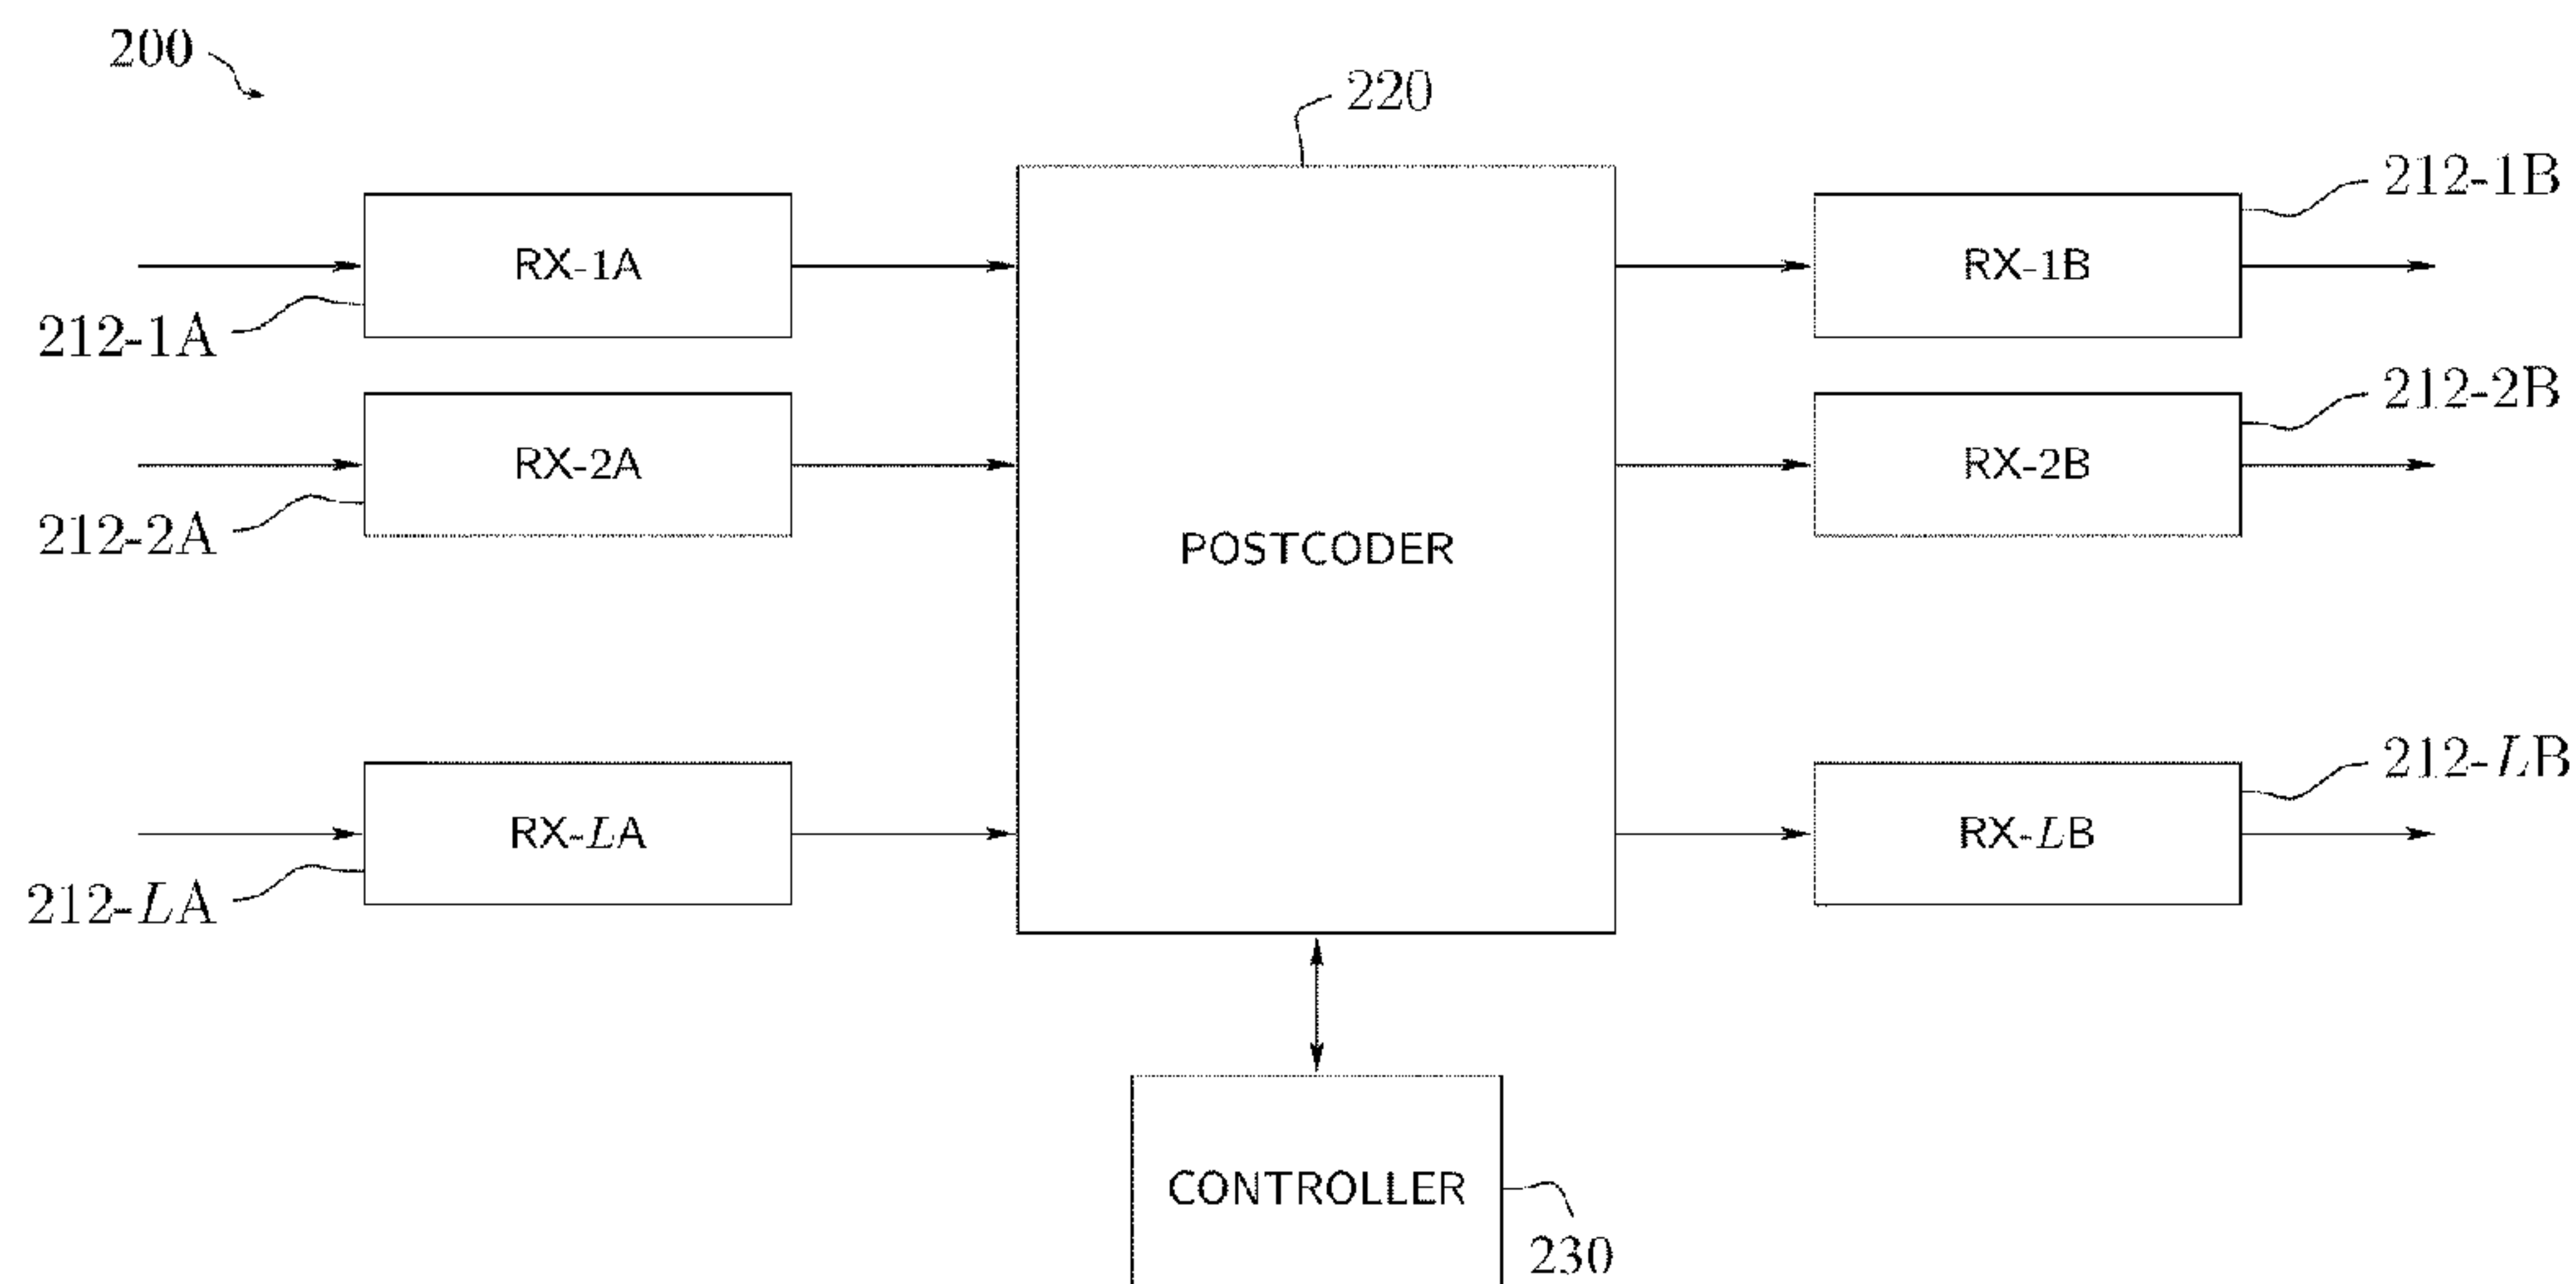 200
220
212-1B
RX-1A
RX-1B
212-1A
212-2B
RX-2A
RX-2B
212-2A
POSTCODER
212-LB
RX-LA
RX-LB
212-LA
CONTROLLER
230